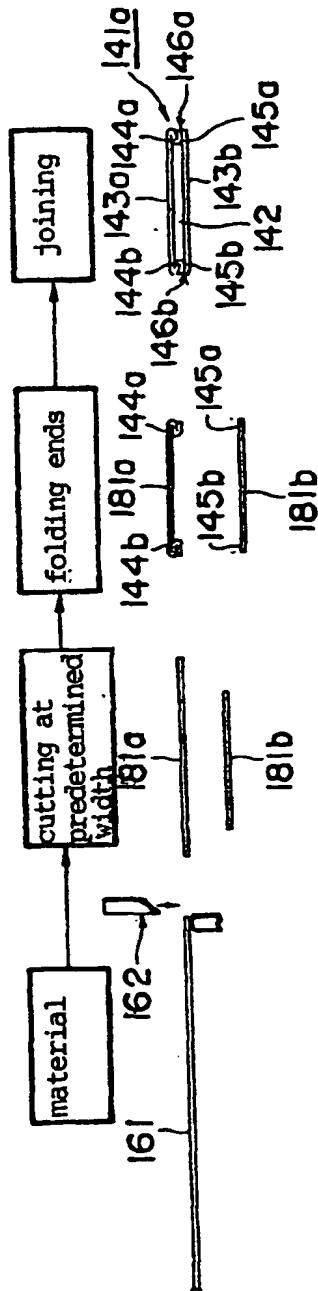 material
cutting at
predetermined
width
folding ends
joining
161
162
181a
181b
144b
181a
144a
145b
145a
181b
144b
143a
144a
141a
146b
146a
145b
142
143b
145a